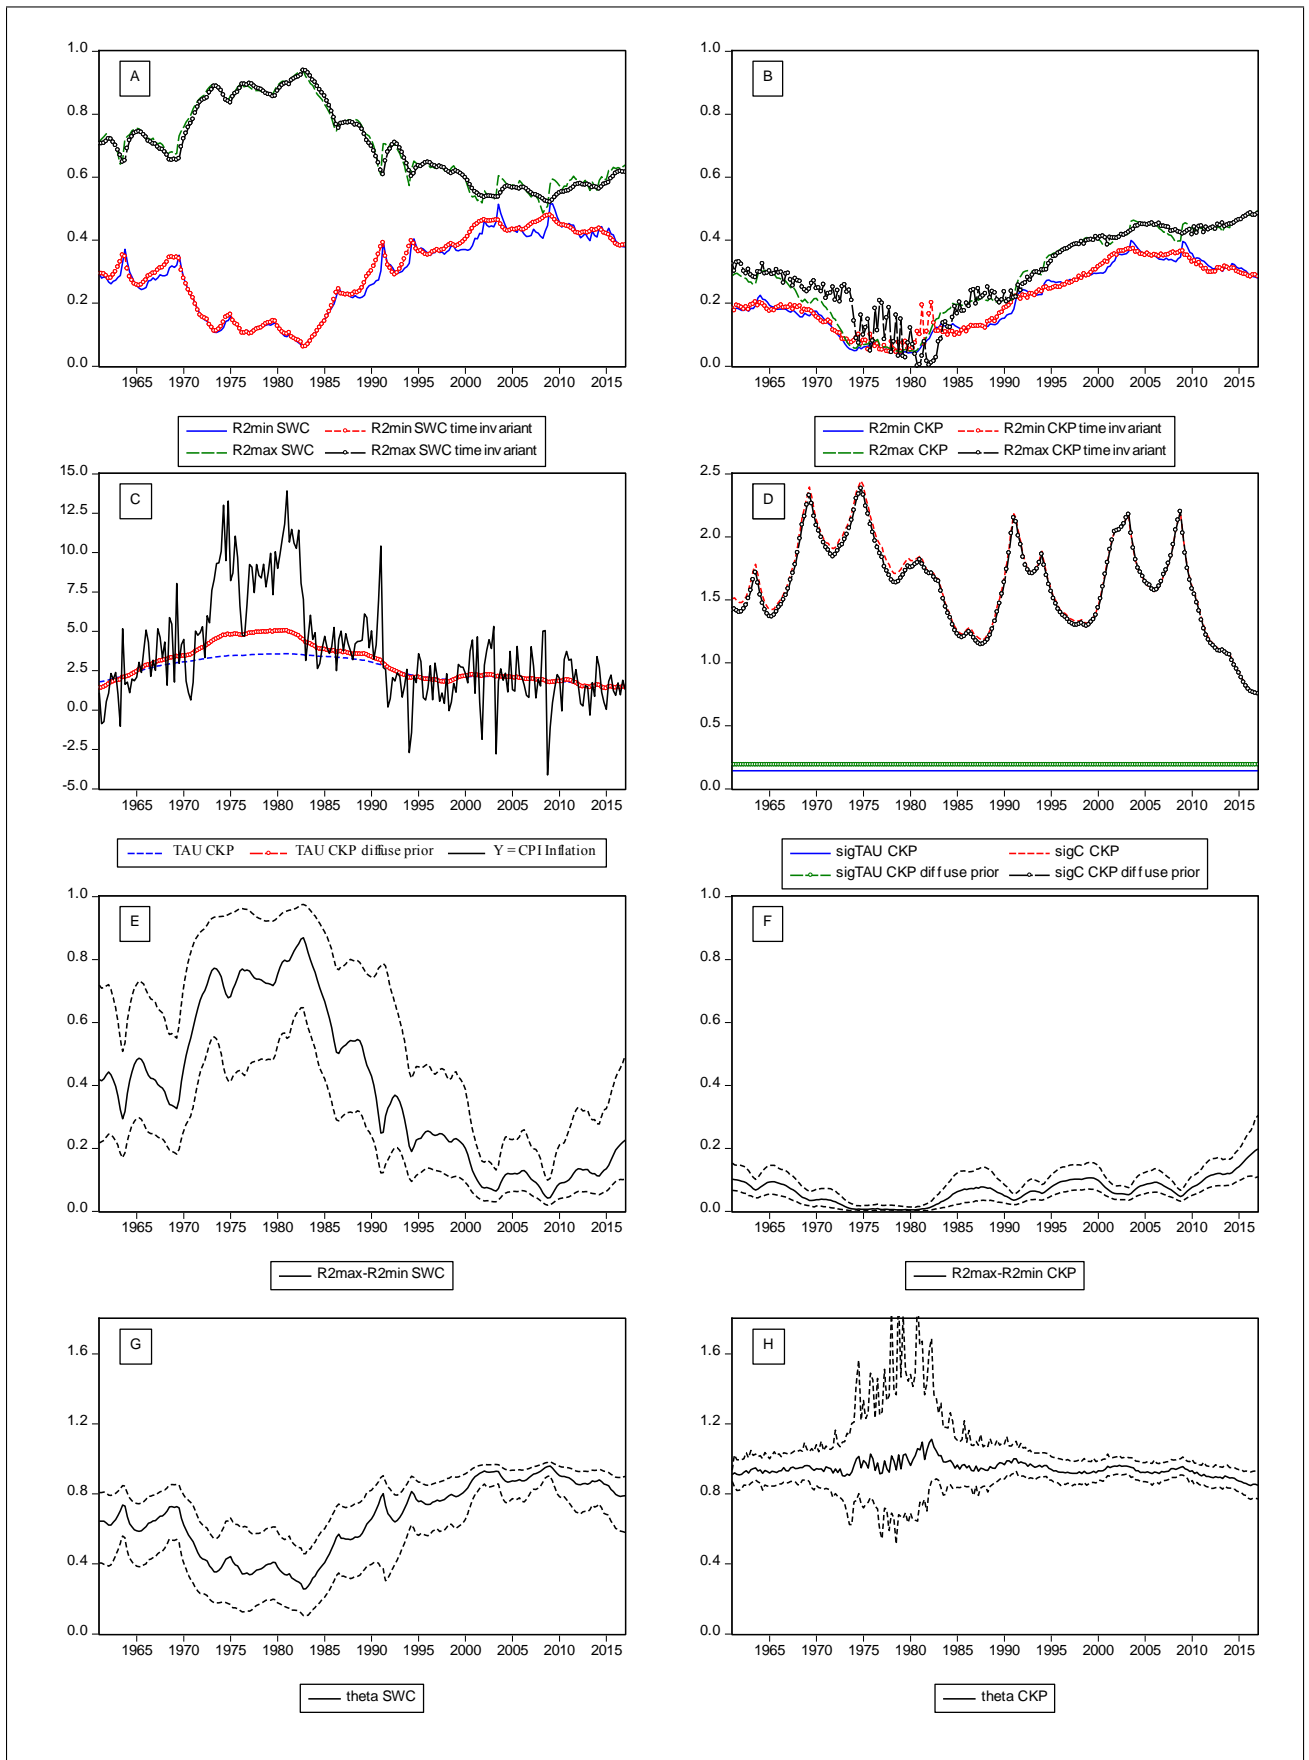 A
1.0
0.8
0.6
0.4
0.2
0.0
1965 1970 1975 1980 1985 1990 1995 2000 2005 2010 2015
R2min SWC R2min SWC time invariant
R2max SWC R2max SWC time invariant
B
1.0
0.8
0.6
0.4
0.2
0.0
1965 1970 1975 1980 1985 1990 1995 2000 2005 2010 2015
R2min CKP R2min CKP time invariant
R2max CKP R2max CKP time invariant
C
15.0
12.5
10.0
7.5
5.0
2.5
0.0
-2.5
-5.0
1965 1970 1975 1980 1985 1990 1995 2000 2005 2010 2015
TAU CKP TAU CKP diffuse prior Y = CPI Inflation
D
2.5
2.0
1.5
1.0
0.5
0.0
1965 1970 1975 1980 1985 1990 1995 2000 2005 2010 2015
sigTAU CKP sigC CKP
sigTAU CKP diffuse prior sigC CKP diffuse prior
E
1.0
0.8
0.6
0.4
0.2
0.0
1965 1970 1975 1980 1985 1990 1995 2000 2005 2010 2015
R2max-R2min SWC
F
1.0
0.8
0.6
0.4
0.2
0.0
1965 1970 1975 1980 1985 1990 1995 2000 2005 2010 2015
R2max-R2min CKP
G
1.6
1.2
0.8
0.4
0.0
1965 1970 1975 1980 1985 1990 1995 2000 2005 2010 2015
theta SWC
H
1.6
1.2
0.8
0.4
0.0
1965 1970 1975 1980 1985 1990 1995 2000 2005 2010 2015
theta CKP